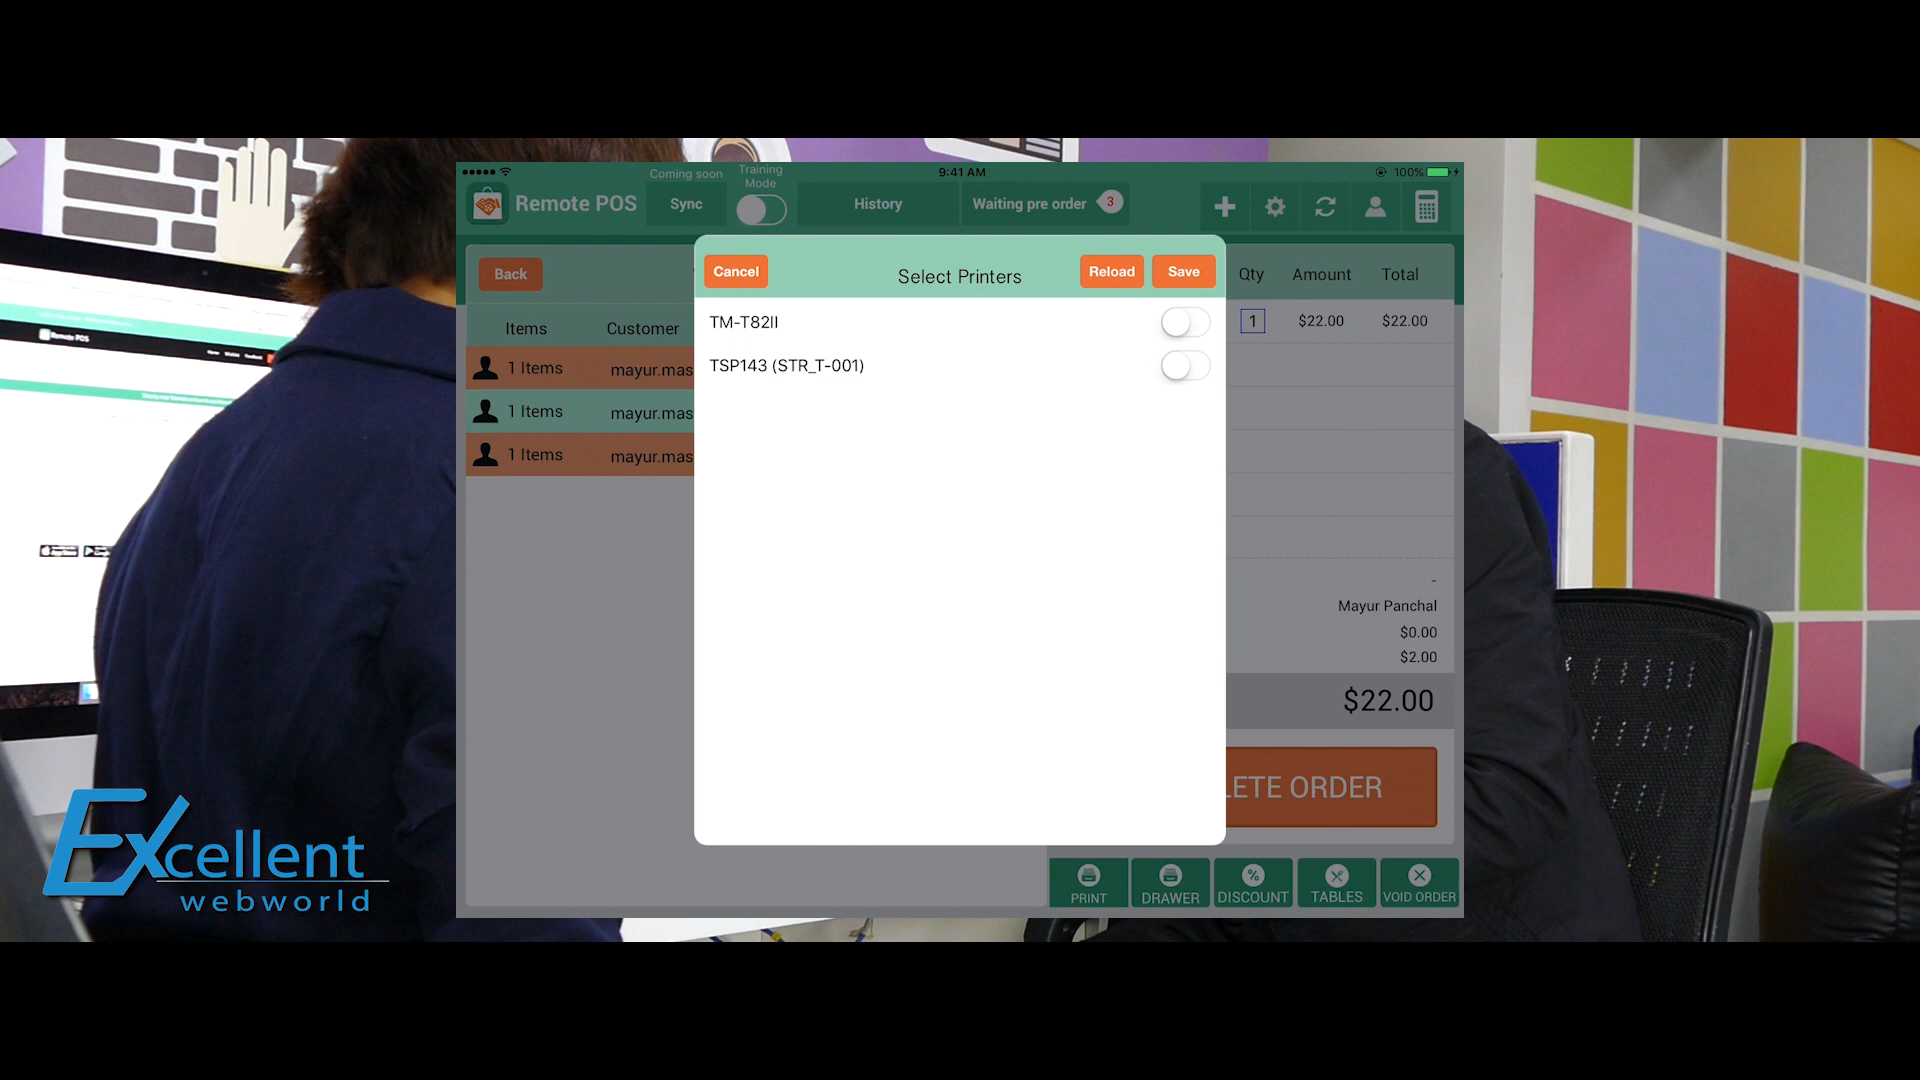 Coming soon
Training
Mode
9:41 AM
100%
Remote POS
Sync
History
Waiting pre order
3
Back
Cancel
Select Printers
Reload
Save
Qty
Amount
Total
Items
Customer
TM-T82II
1
$22.00
$22.00
TSP143 (STR_T-001)
1 Items
mayur.mas
1 Items
mayur.mas
1 Items
mayur.mas
-
Mayur Panchal
$0.00
$2.00
$22.00
LETE ORDER
PRINT
DRAWER
DISCOUNT
TABLES
VOID ORDER
Remote POS
Excellent
webworld